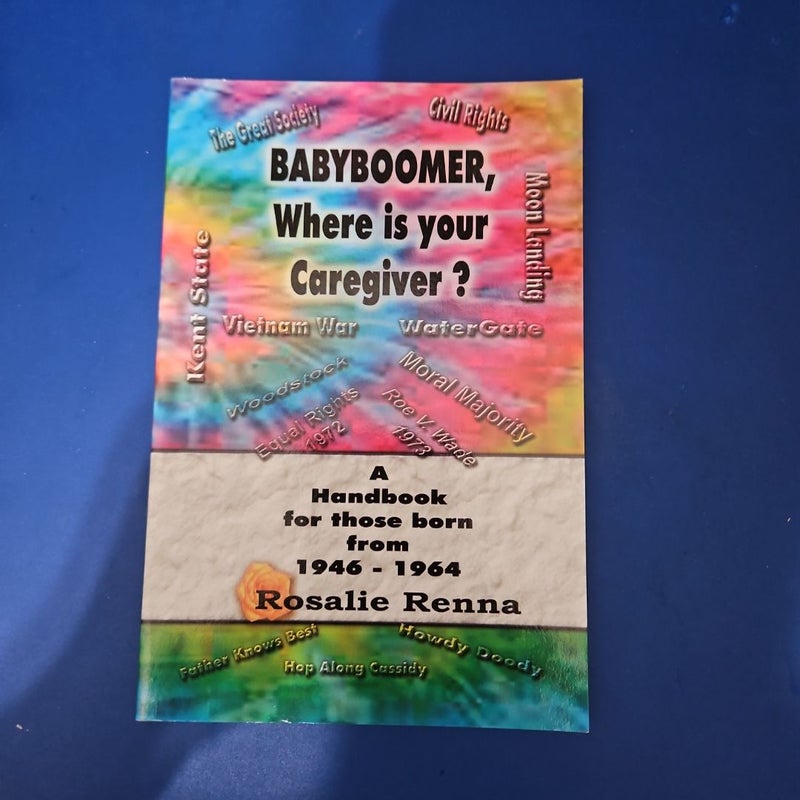 The Great Society
Civil Rights
BABYBOOMER,
Where is your
Caregiver ?
Moon Landing
Kent State
Vietnam War
WaterGate
Woodstock
Moral Majority
Equal Rights
1972
Roe V. Wade
1973
A
Handbook
for those born
from
1946 - 1964
Rosalie Renna
Father Knows Best
Howdy Doody
Hop Along Cassidy